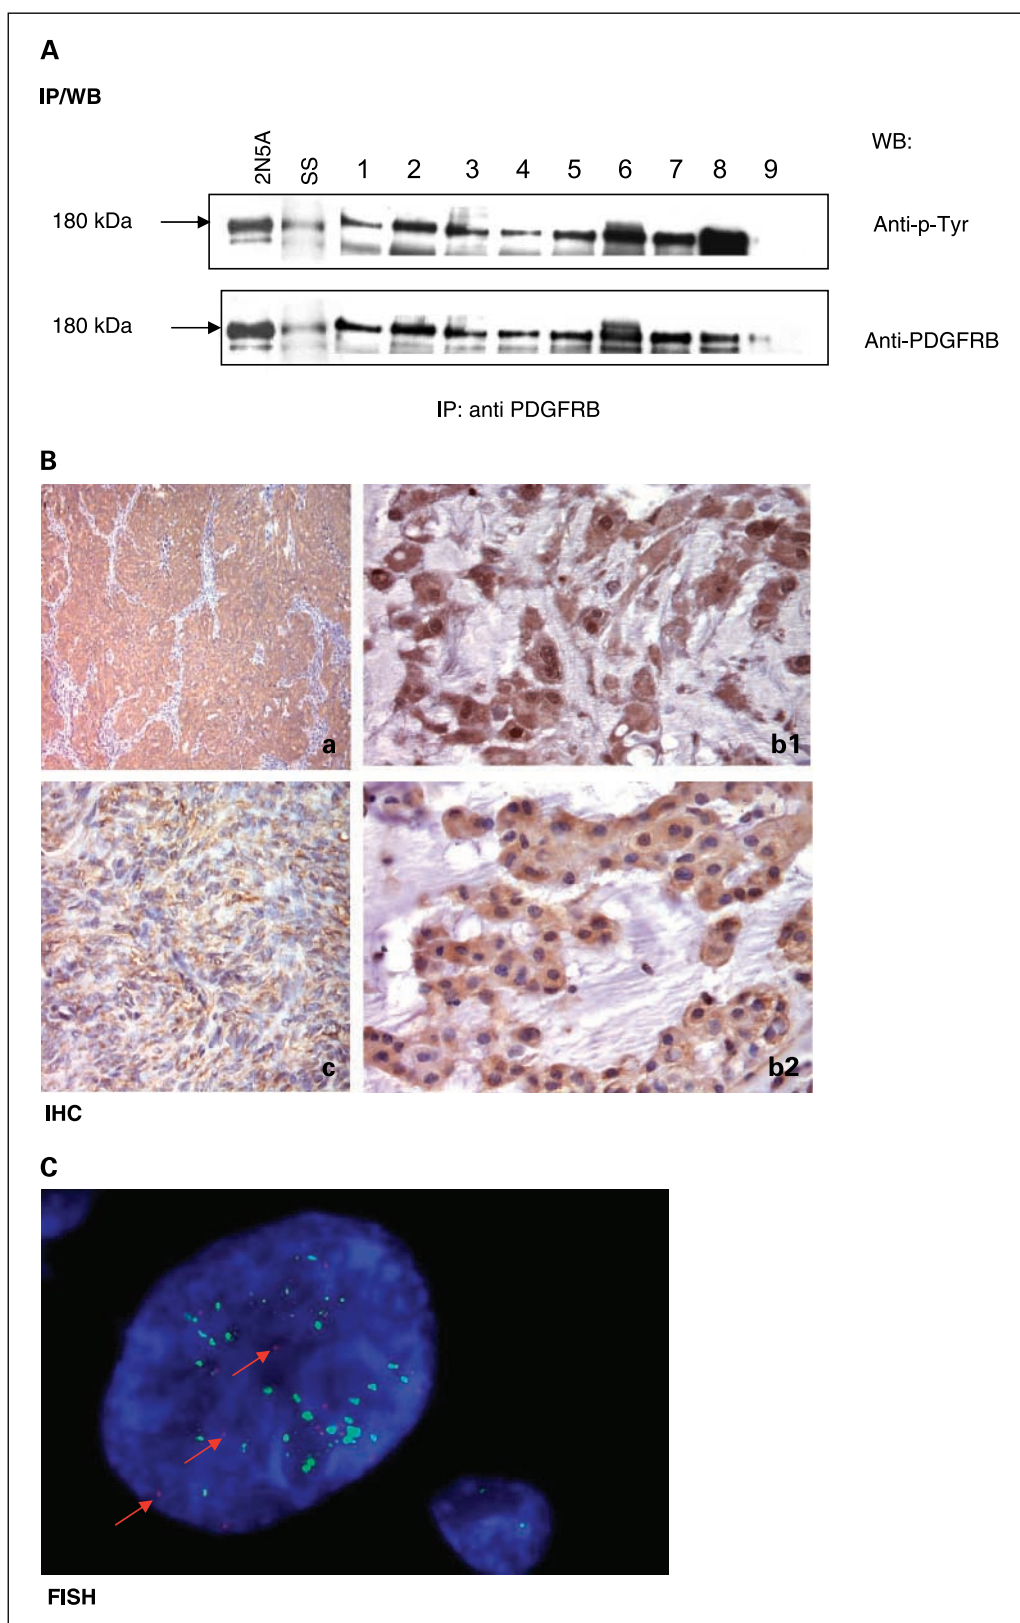 A
IP/WB
2N5A SS 1 2 3 4 5 6 7 8 9 WB:
180 kDa Anti-p-Tyr
180 kDa Anti-PDGFRB
IP: anti PDGFRB
B
a b1
c b2
IHC
C
FISH